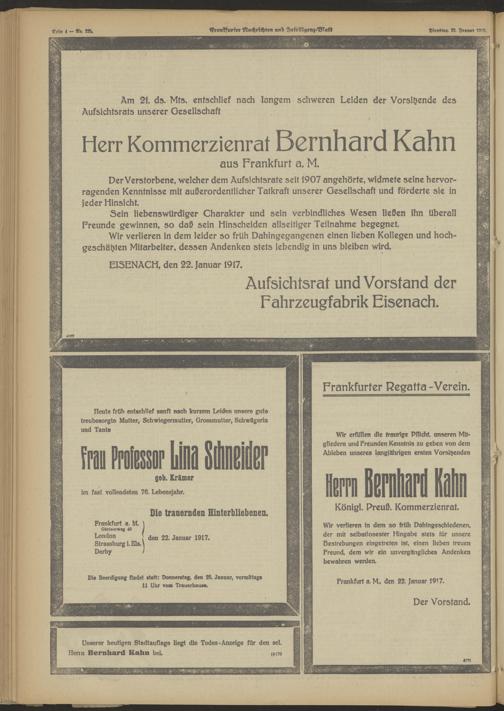 Seite 4 — Nr.
Frankfurter Nachrichten und Intelligenz-Blatt
Dienstag, 23. Januar 1917.
Am 21. ds. Mts. entschlief nach langem schweren Leiden der Vorsitzende des
Aufsichtsrats unserer Gesellschaft
Herr Kommerzienrat Bernhard Kahn
aus Frankfurt a. M.
Der Verstorbene, welcher dem Aufsichtsrate seit 1907 angehörte, widmete seine hervor-
ragenden Kenntnisse mit außerordentlicher Tatkraft unserer Gesellschaft und förderte sie in
jeder Hinsicht.
Sein liebenswürdiger Charakter und sein verbindliches Wesen ließen ihn überall
Freunde gewinnen, so daß sein Hinscheiden allseitiger Teilnahme begegnet.
Wir verlieren in dem leider so früh Dahingegangenen einen lieben Kollegen und hoch-
geschätzten Mitarbeiter, dessen Andenken stets lebendig in uns bleiben wird.
EISENACH, den 22. Januar 1917.
Aufsichtsrat und Vorstand der
Fahrzeugfabrik Eisenach.
Heute früh entschlief sanft nach kurzem Leiden unsere gute
treubesorgte Mutter, Schwiegermutter, Grossmutter, Schwägerin
und Tante
Frau Professor Lina Schneider
geb. Krämer
im fast vollendeten 76. Lebensjahr.
Die trauernden Hinterbliebenen.
Frankfurt a. M.
London
Strassburg i. Els.
Derby
den 22. Januar 1917.
Die Beerdigung findet statt: Donnerstag, den 25. Januar, vormittags
11 Uhr vom Trauerhause.
Unserer heutigen Stadtauflage liegt die Todes-Anzeige für den sel.
Herrn Bernhard Kahn bei.
Frankfurter Regatta-Verein.
Wir erfüllen die traurige Pflicht, unseren Mit-
gliedern und Freunden Kenntnis zu geben von dem
Ableben unseres langjährigen ersten Vorsitzenden
Herrn Bernhard Kahn
Königl. Preuß. Kommerzienrat.
Wir verlieren in dem so früh Dahingeschiedenen,
der mit selbstlosester Hingabe stets für unsere
Bestrebungen eingetreten ist, einen lieben treuen
Freund, dem wir ein unvergängliches Andenken
bewahren werden.
Frankfurt a. M., den 22. Januar 1917.
Der Vorstand.